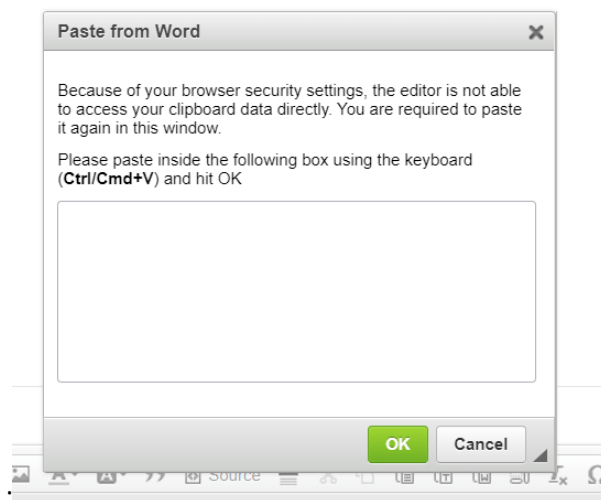 Paste from Word
Because of your browser security settings, the editor is not able
to access your clipboard data directly. You are required to paste
it again in this window.
Please paste inside the following box using the keyboard
(Ctrl/Cmd+V) and hit OK
OK Cancel
Source